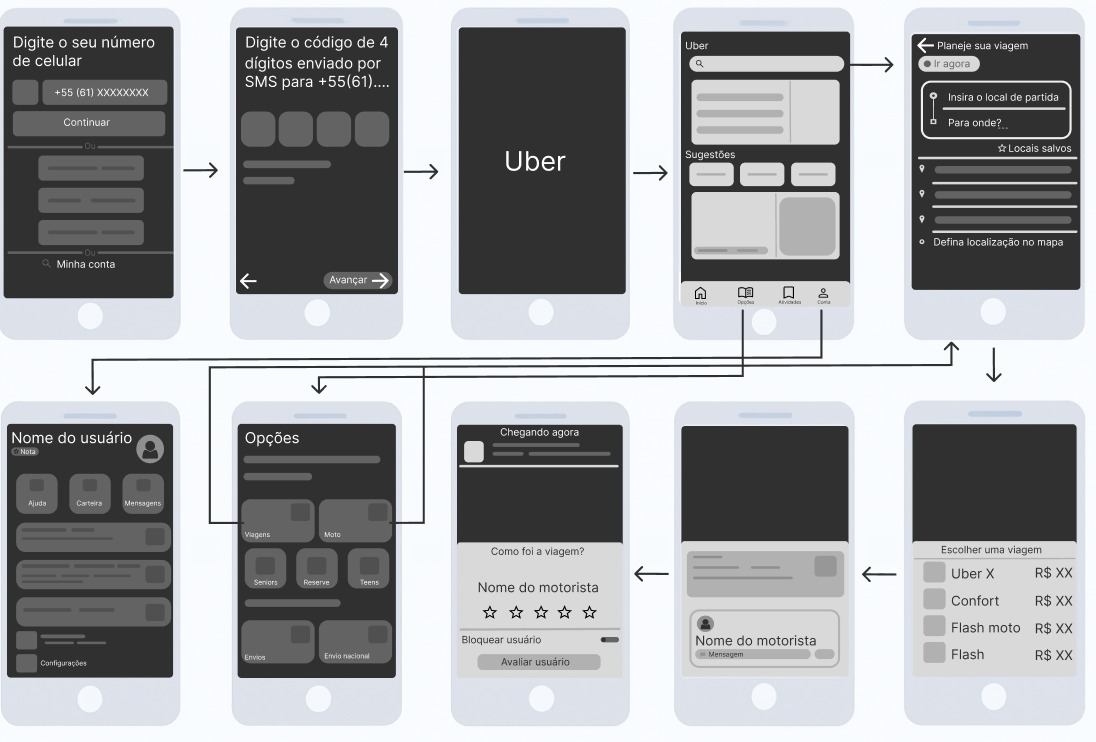 Digite o seu número
de celular
+55 (61) XXXXXXXX
Continuar
Ou
Ou
Minha conta
Digite o código de 4
dígitos enviado por
SMS para +55(61)....
Avançar
Uber
Uber
Sugestões
Início
Opções
Atividades
Conta
Planeje sua viagem
Ir agora
Insira o local de partida
Para onde?...
Locais salvos
Defina localização no mapa
Nome do usuário
Nota
Ajuda
Carteira
Mensagens
Configurações
Opções
Viagens
Moto
Seniors
Reserve
Teens
Envios
Envio nacional
Chegando agora
Como foi a viagem?
Nome do motorista
Bloquear usuário
Avaliar usuário
Nome do motorista
Mensagem
Escolher uma viagem
Uber X R$ XX
Confort R$ XX
Flash moto R$ XX
Flash R$ XX